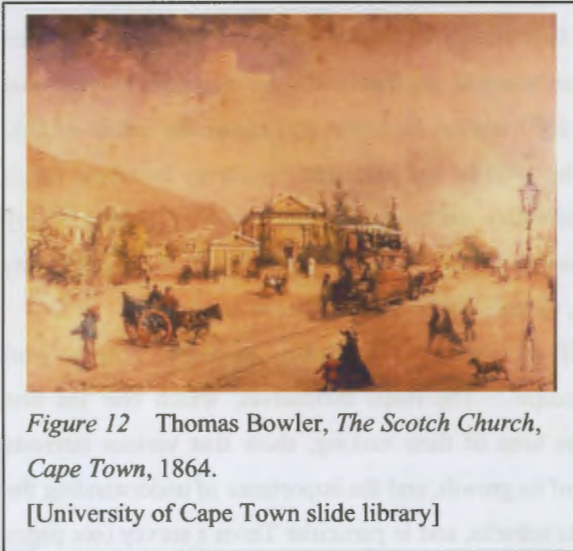 Figure 12 Thomas Bowler, The Scotch Church,
Cape Town, 1864.
[University of Cape Town slide library]